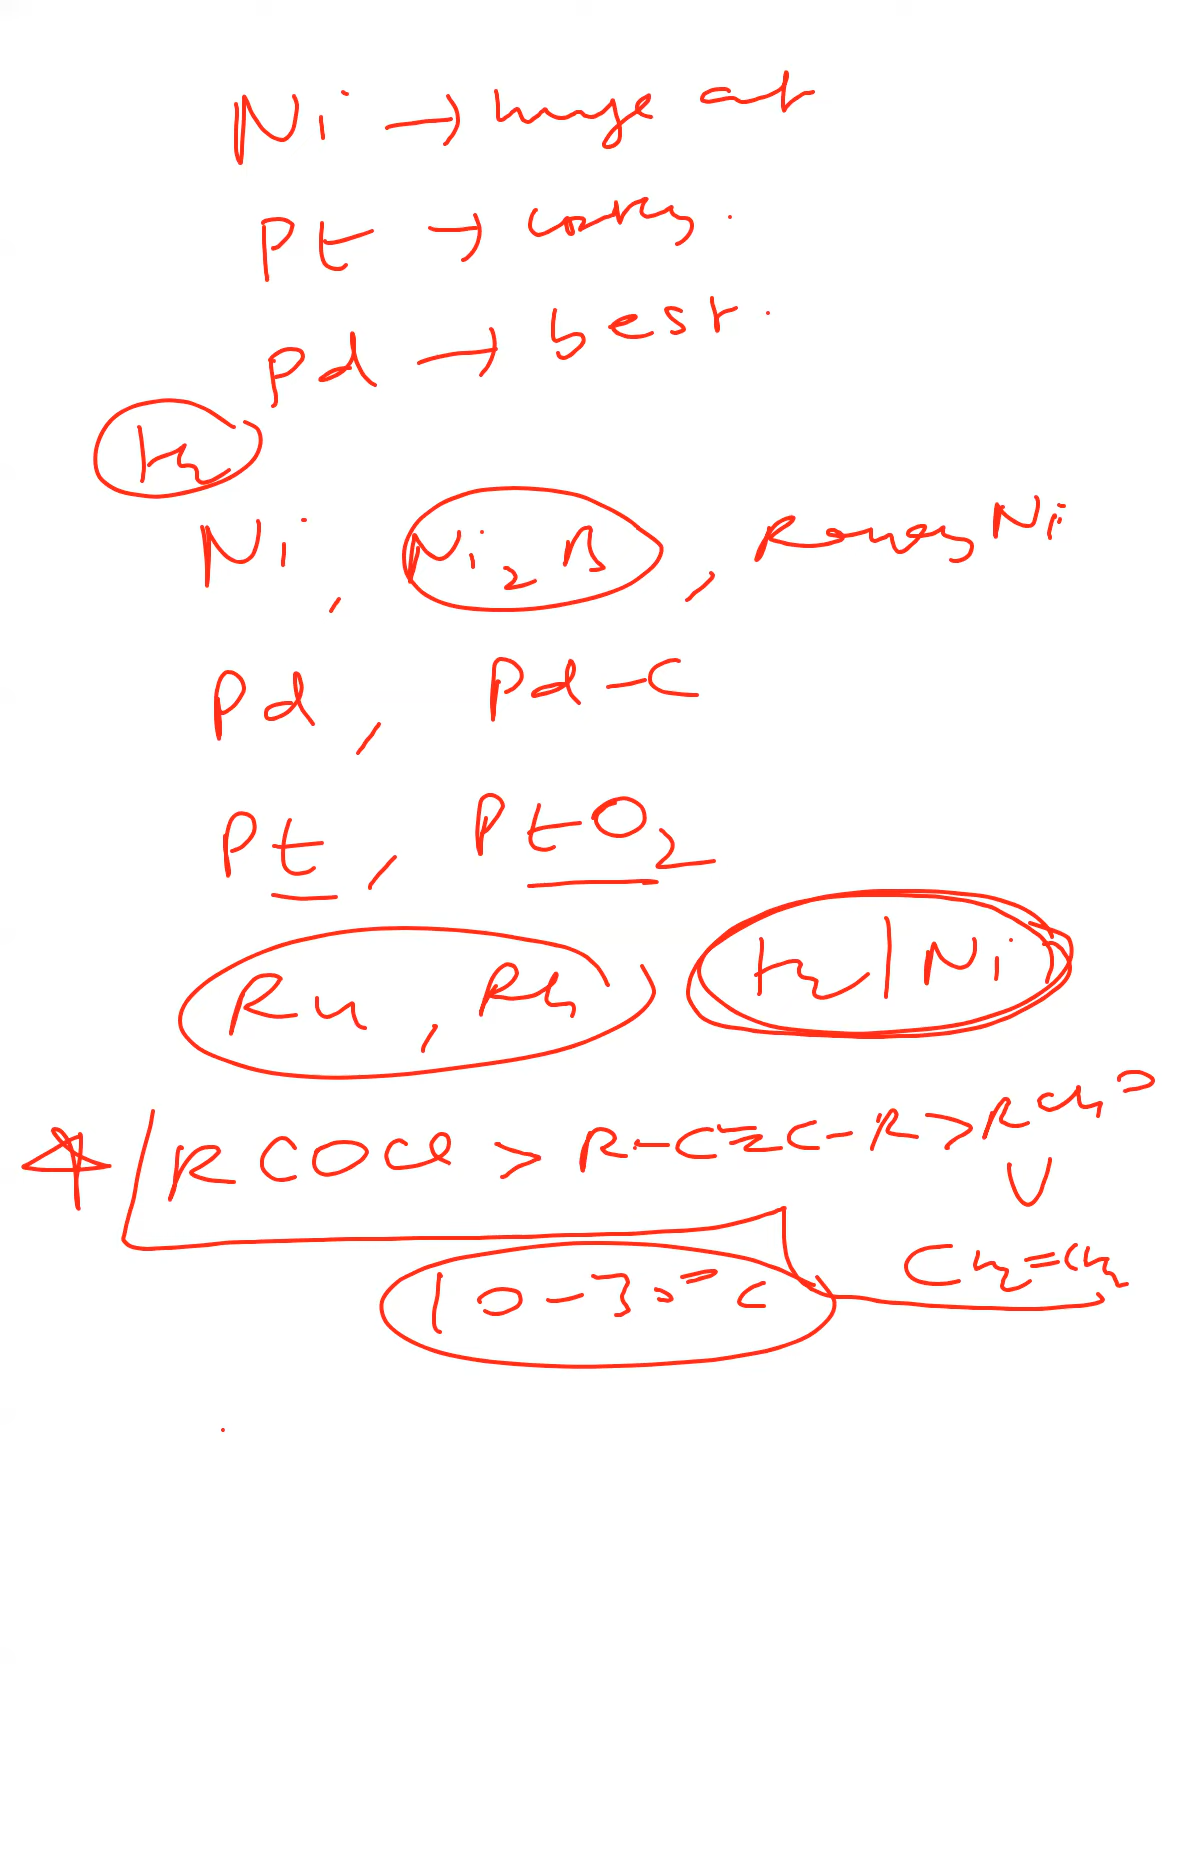 Ni → huge amt
Pt → costly.
Pd → best.
H2
Ni, Ni2B, Raney Ni
Pd, Pd-C
Pt, PtO2
Ru, Rh H2/Ni
RCOCl > R-C≡C-R > RCHO
V
CH2=CH2
10-30°C